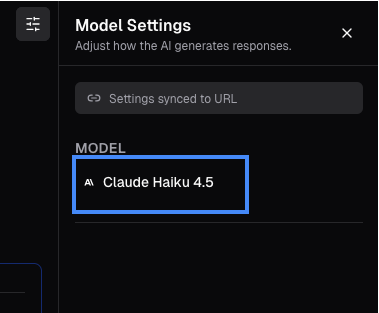 Model Settings
Adjust how the AI generates responses.
Settings synced to URL
MODEL
Claude Haiku 4.5